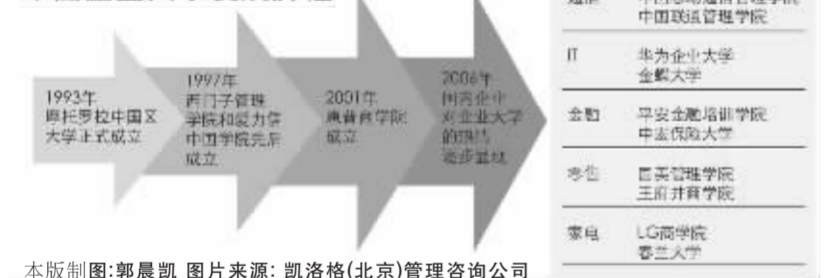 1993年
摩托罗拉中国区
大学正式成立
1997年
西门子管理
学院和爱立信
中国学院先后
成立
2001年
惠普商学院
成立
2006年
国内企业
对企业大学
的热情
逐步显现
中国联通管理学院
IT
华为企业大学
金蝶大学
金融
平安金融培训学院
中宏保险大学
零售
国美管理学院
王府井商学院
家电
LG商学院
春兰大学
本版制图:郭晨凯 图片来源: 凯洛格(北京)管理咨询公司